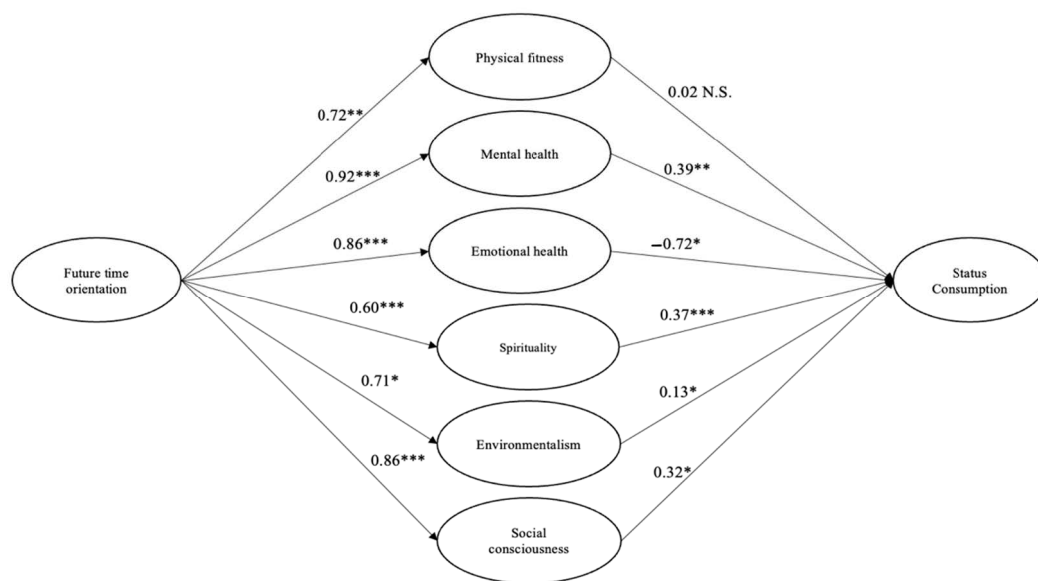 Physical fitness
0.02 N.S.
0.72**
Mental health
0.92***
0.39**
Emotional health
0.86***
−0.72*
Future time
orientation
Status
Consumption
0.60***
0.37***
Spirituality
0.71*
0.13*
Environmentalism
0.86***
0.32*
Social
consciousness